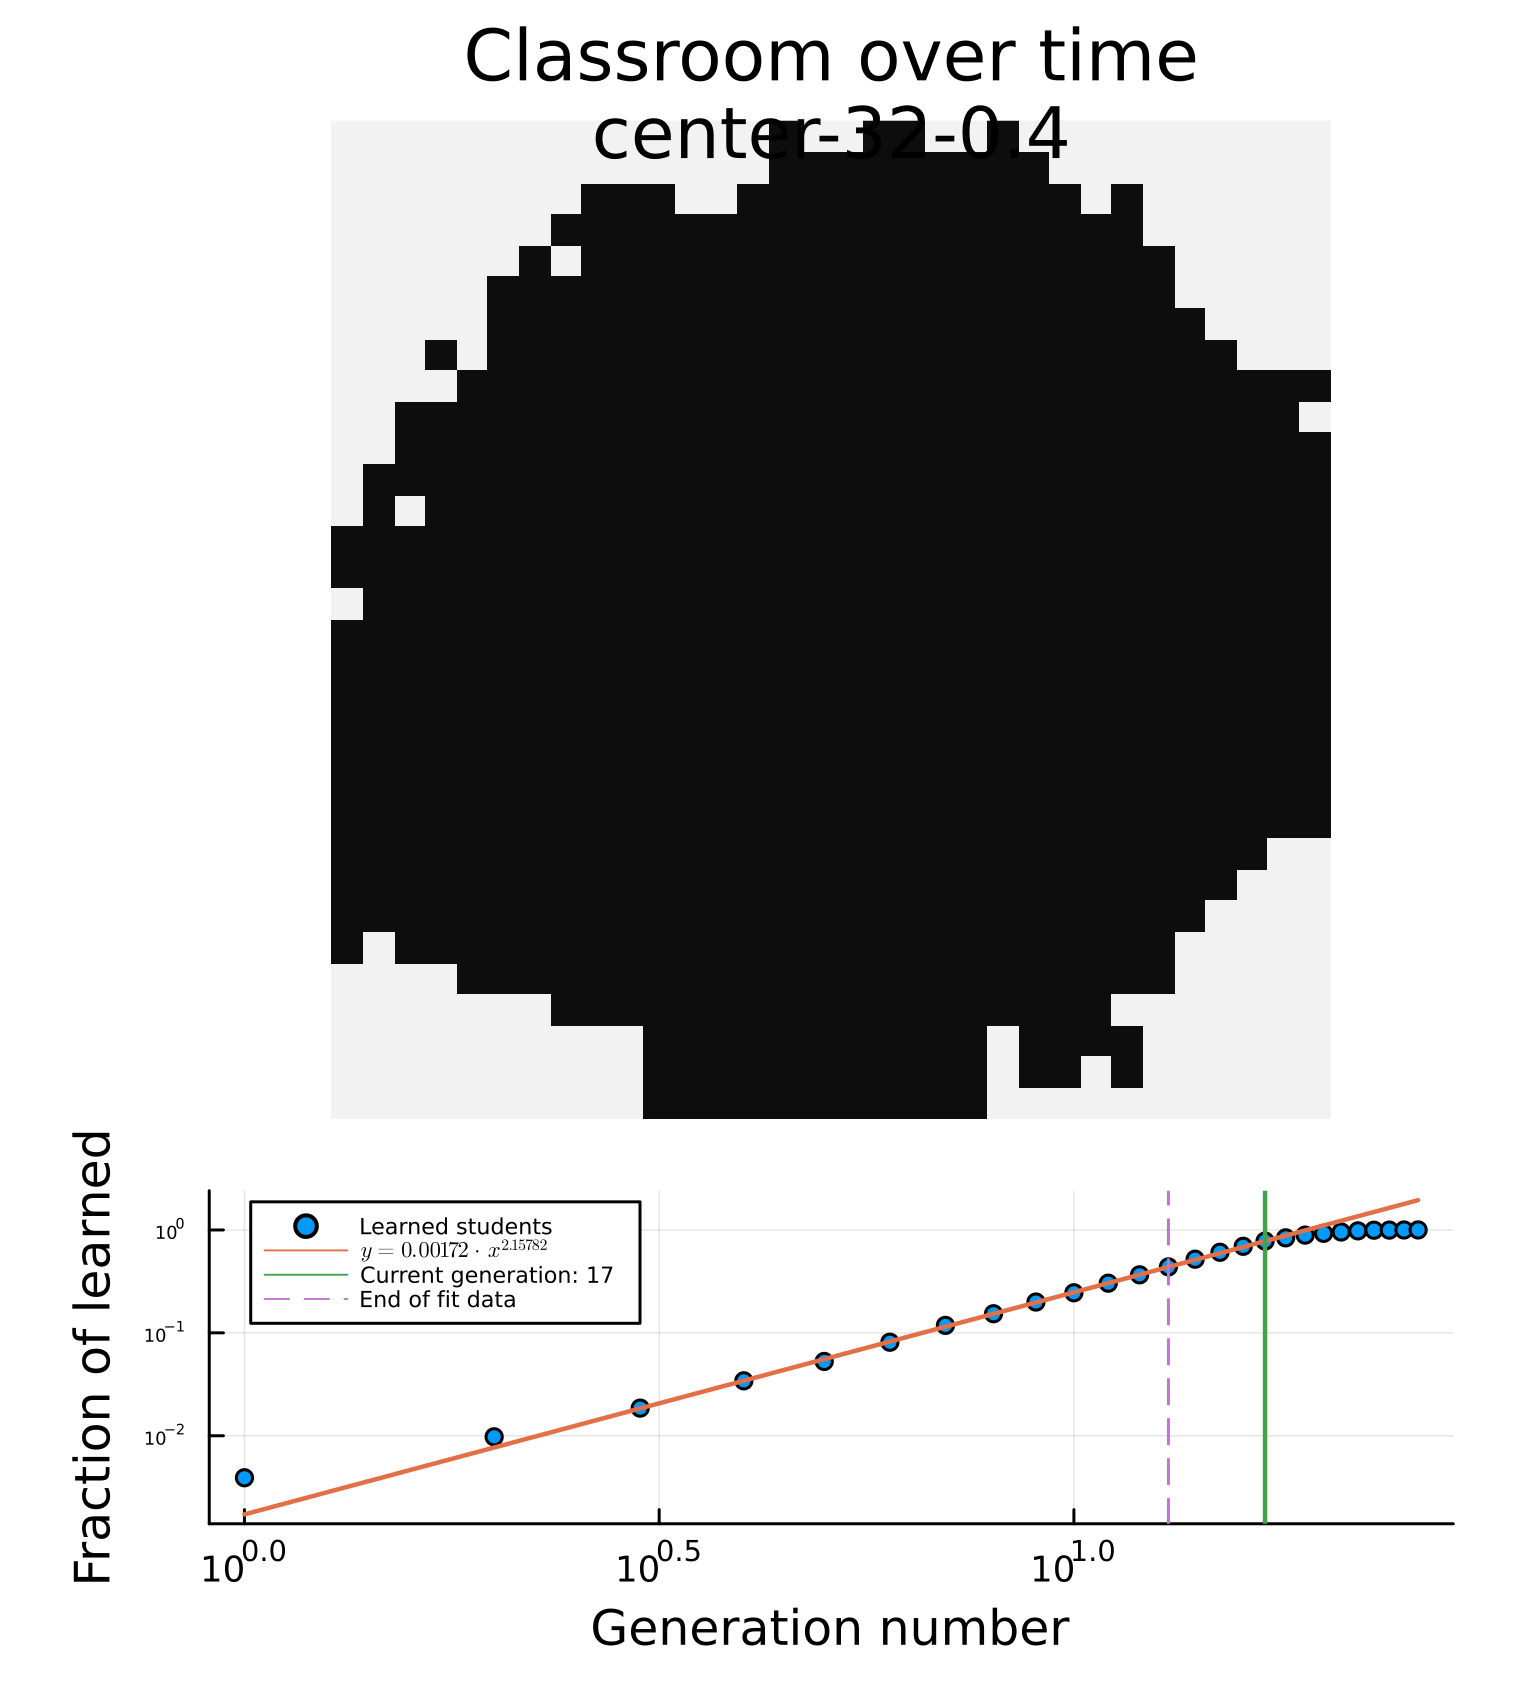 Classroom over time
center-32-0.4
Fraction of learned
10^0
10^−1
10^−2
Learned students
y = 0.00172 · x^2.15782
Current generation: 17
End of fit data
10^0.0 10^0.5 10^1.0
Generation number